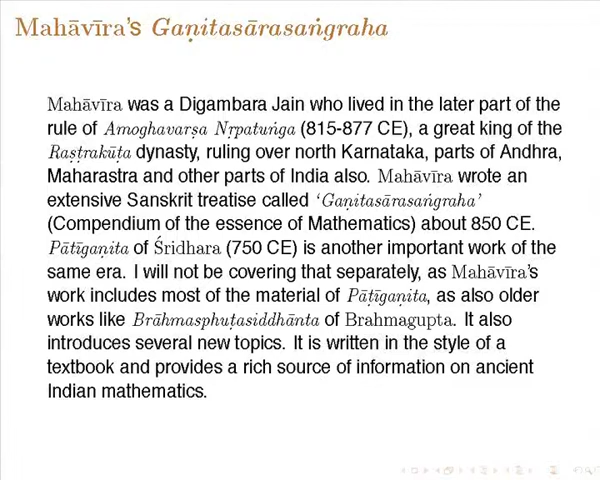 Mahāvīra's Gaṇitasārasaṅgraha
Mahāvīra was a Digambara Jain who lived in the later part of the
rule of Amoghavarṣa Nṛpatuṅga (815-877 CE), a great king of the
Raṣṭrakūṭa dynasty, ruling over north Karnataka, parts of Andhra,
Maharastra and other parts of India also. Mahāvīra wrote an
extensive Sanskrit treatise called ‘Gaṇitasārasaṅgraha’
(Compendium of the essence of Mathematics) about 850 CE.
Pātīgaṇita of Śridhara (750 CE) is another important work of the
same era. I will not be covering that separately, as Mahāvīra's
work includes most of the material of Pāṭīgaṇita, as also older
works like Brāhmasphuṭasiddhānta of Brahmagupta. It also
introduces several new topics. It is written in the style of a
textbook and provides a rich source of information on ancient
Indian mathematics.